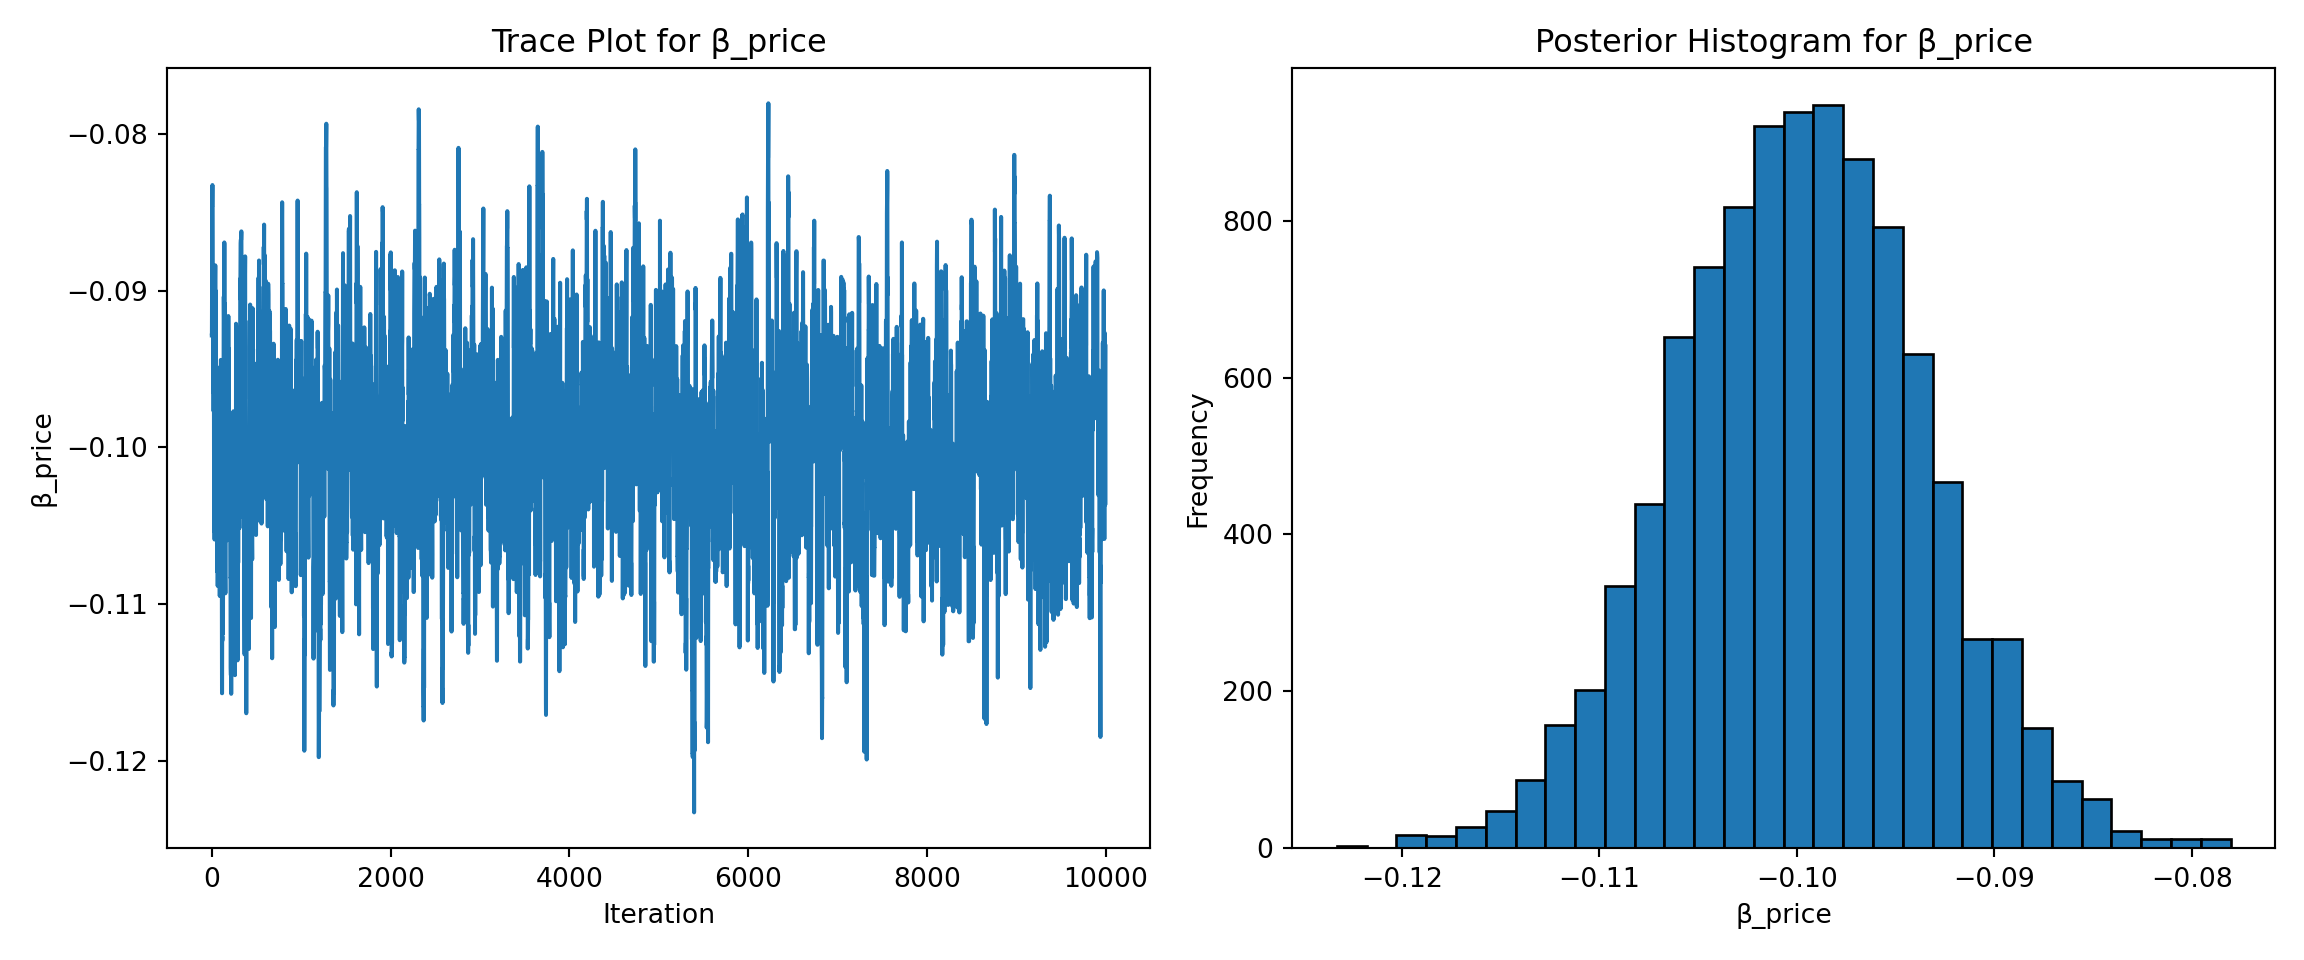 Trace Plot for β_price
−0.08
−0.09
−0.10
−0.11
−0.12
β_price
0 2000 4000 6000 8000 10000
Iteration
Posterior Histogram for β_price
800
600
400
200
0
Frequency
−0.12 −0.11 −0.10 −0.09 −0.08
β_price